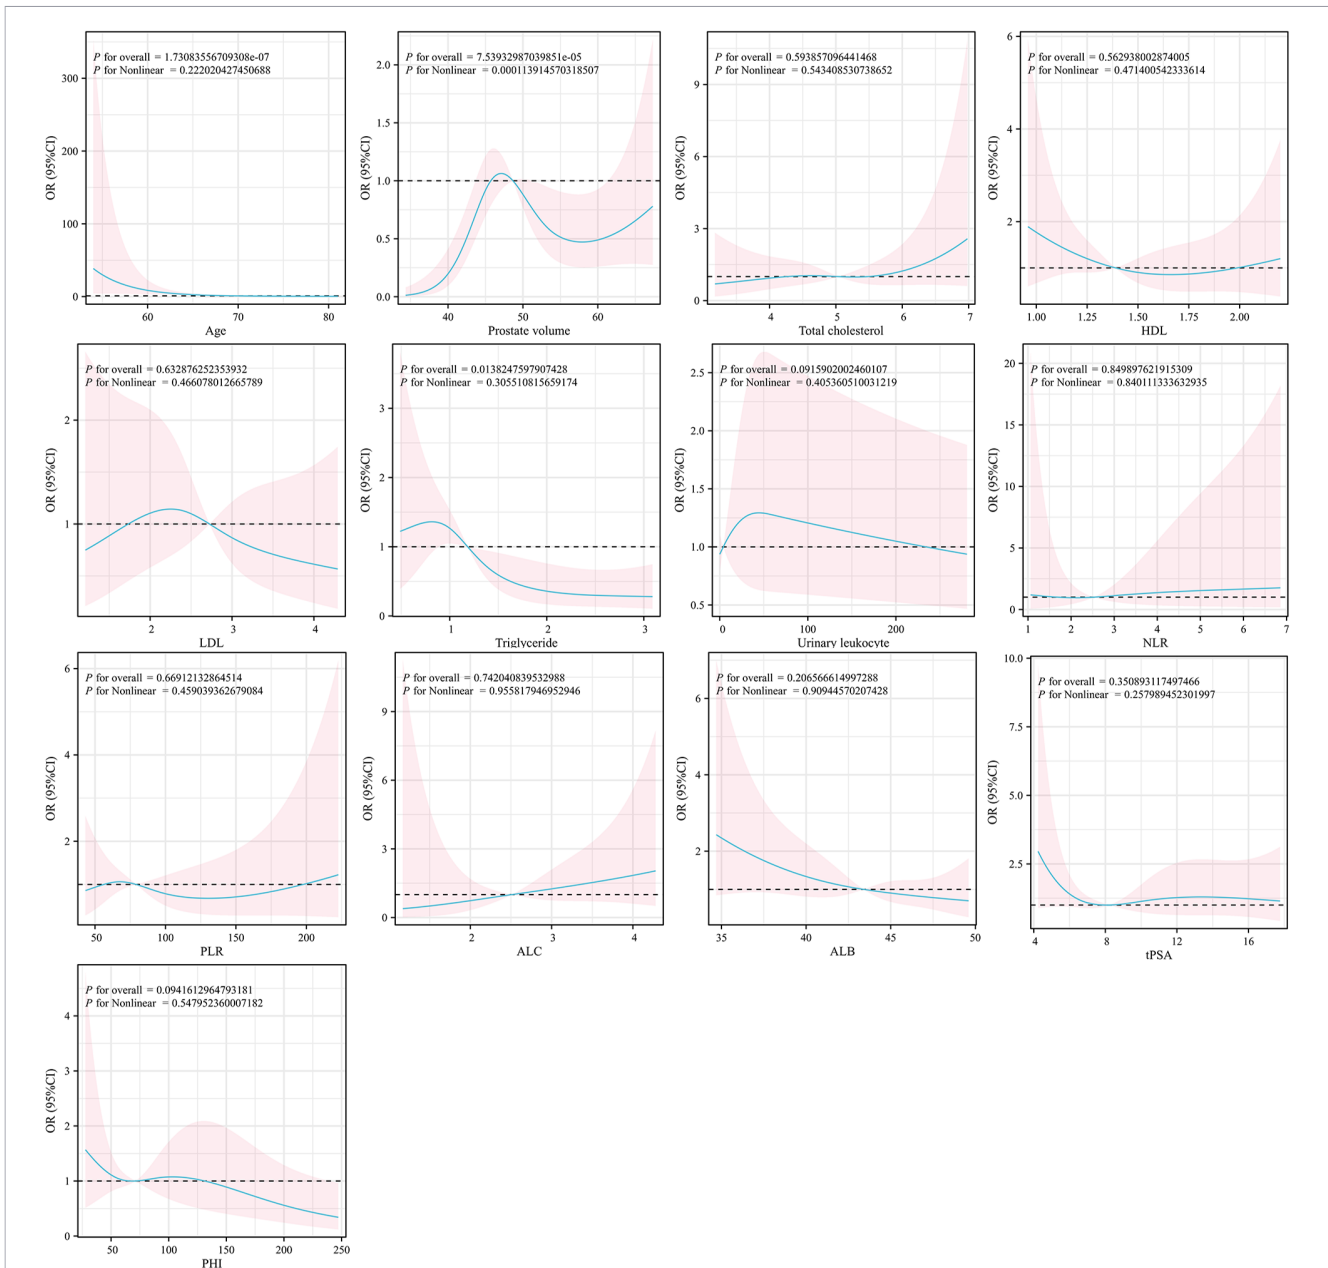 P for overall = 1.73083556709308e-07
P for Nonlinear = 0.222020427450688
OR (95%CI)
300
200
100
0
60
70
80
Age
P for overall = 7.53932987039851e-05
P for Nonlinear = 0.000113914570318507
OR (95%CI)
2.0
1.5
1.0
0.5
0.0
40
50
60
Prostate volume
P for overall = 0.593857096441468
P for Nonlinear = 0.543408530738652
OR (95%CI)
9
6
3
0
4
5
6
7
Total cholesterol
P for overall = 0.562938002874005
P for Nonlinear = 0.471400542333614
OR (95%CI)
6
4
2
1.00
1.25
1.50
1.75
2.00
HDL
P for overall = 0.632876252353932
P for Nonlinear = 0.466078012665789
OR (95%CI)
2
1
2
3
4
LDL
P for overall = 0.0138247597907428
P for Nonlinear = 0.305510815659174
OR (95%CI)
3
2
1
0
1
2
3
Triglyceride
P for overall = 0.0915902002460107
P for Nonlinear = 0.405360510031219
OR (95%CI)
2.5
2.0
1.5
1.0
0.5
0
100
200
Urinary leukocyte
P for overall = 0.849897621915309
P for Nonlinear = 0.840111333632935
OR (95%CI)
20
15
10
5
0
1
2
3
4
5
6
7
NLR
P for overall = 0.66912132864514
P for Nonlinear = 0.459039362679084
OR (95%CI)
6
4
2
50
100
150
200
PLR
P for overall = 0.742040839532988
P for Nonlinear = 0.955817946952946
OR (95%CI)
9
6
3
0
2
3
4
ALC
P for overall = 0.206566614997288
P for Nonlinear = 0.90944570207428
OR (95%CI)
6
4
2
35
40
45
50
ALB
P for overall = 0.350893117497466
P for Nonlinear = 0.257989452301997
OR (95%CI)
10.0
7.5
5.0
2.5
4
8
12
16
tPSA
P for overall = 0.0941612964793181
P for Nonlinear = 0.547952360007182
OR (95%CI)
4
3
2
1
0
50
100
150
200
250
PHI